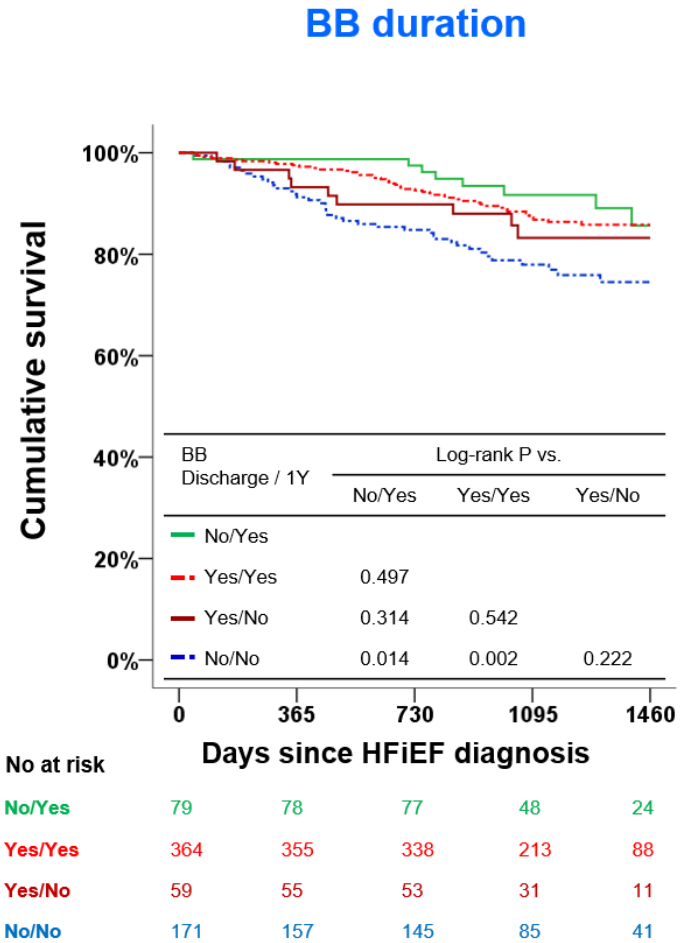 BB duration
Cumulative survival
100%
80%
60%
40%
20%
0%
BB
Discharge / 1Y
Log-rank P vs.
No/Yes Yes/Yes Yes/No
No/Yes
Yes/Yes 0.497
Yes/No 0.314 0.542
No/No 0.014 0.002 0.222
0 365 730 1095 1460
Days since HFiEF diagnosis
No at risk
No/Yes 79 78 77 48 24
Yes/Yes 364 355 338 213 88
Yes/No 59 55 53 31 11
No/No 171 157 145 85 41